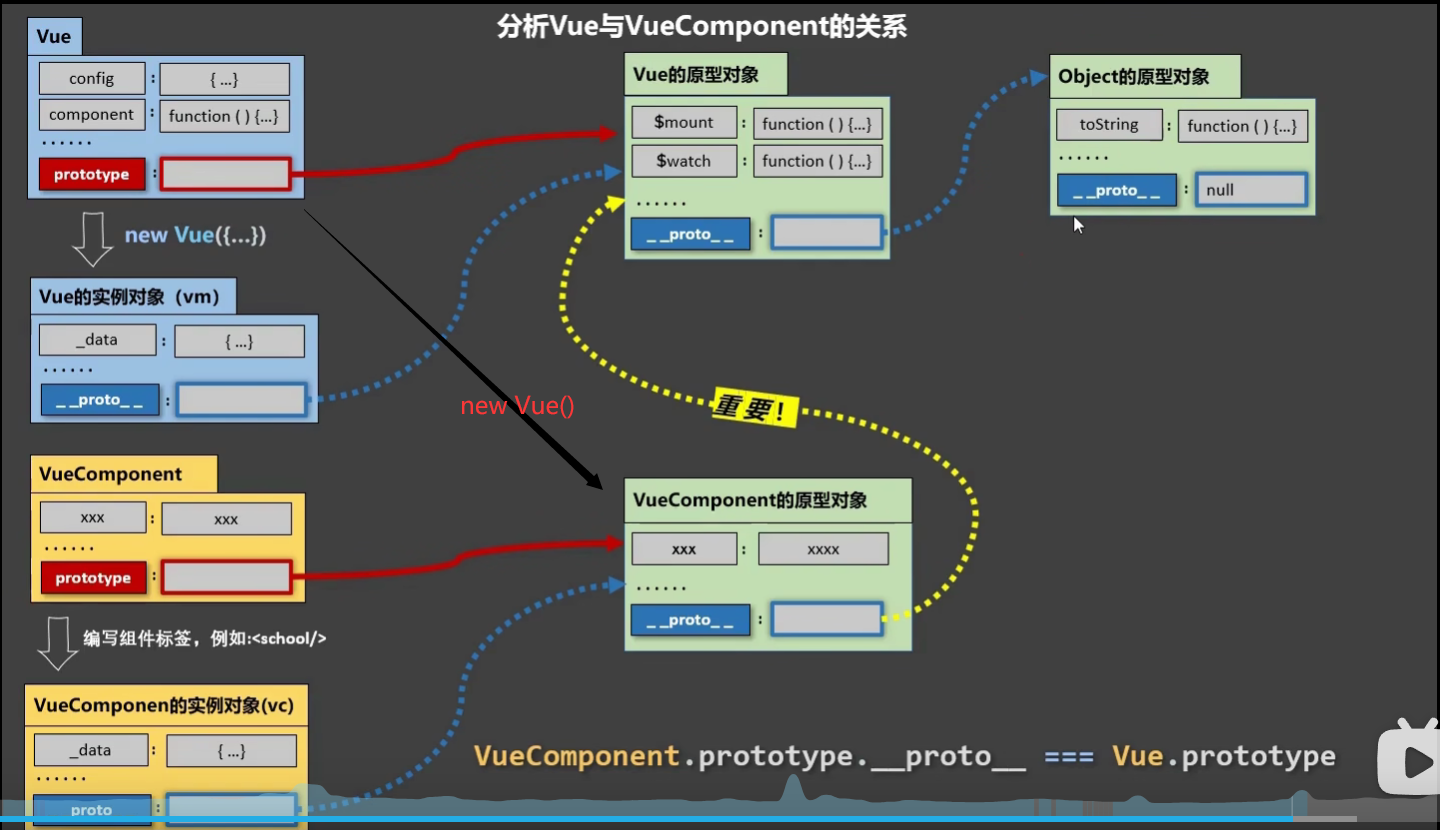 分析Vue与VueComponent的关系
Vue
config : { ...}
component : function ( ) {...}
......
prototype :
new Vue({...})
Vue的实例对象（vm）
_data : { ...}
......
_ _proto_ _ :
VueComponent
xxx : xxx
......
prototype :
编写组件标签，例如:<school/>
VueComponen的实例对象(vc)
_data : { ...}
......
proto :
new Vue()
Vue的原型对象
$mount : function ( ) {...}
$watch : function ( ) {...}
......
_ _proto_ _ :
重要！
VueComponent的原型对象
xxx : xxxx
......
_ _proto_ _ :
Object的原型对象
toString : function ( ) {...}
......
_ _proto_ _ : null
VueComponent.prototype.__proto__ === Vue.prototype